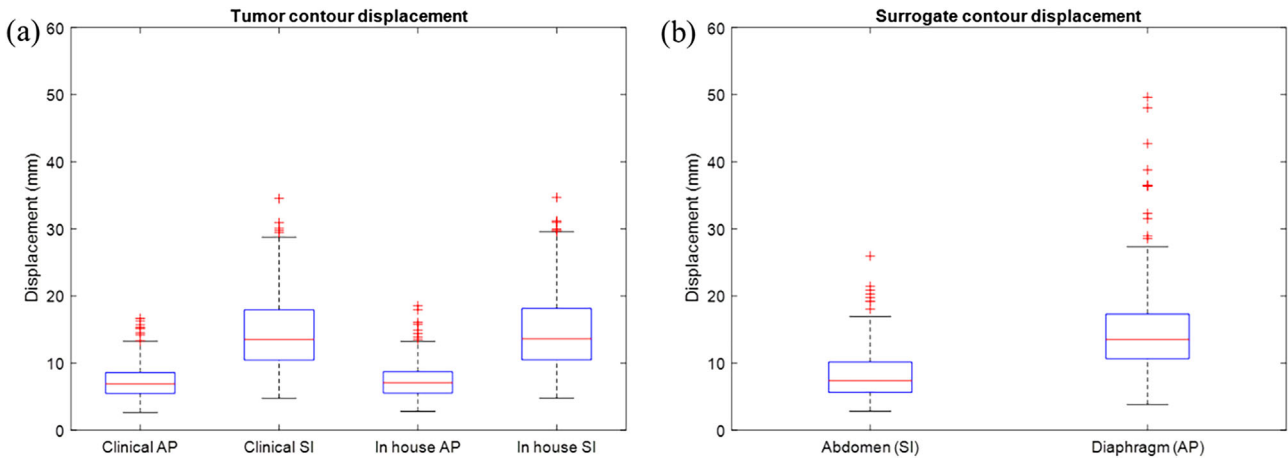 (a)
Tumor contour displacement
Displacement (mm)
60
50
40
30
20
10
0
Clinical AP
Clinical SI
In house AP
In house SI
(b)
Surrogate contour displacement
Displacement (mm)
60
50
40
30
20
10
0
Abdomen (SI)
Diaphragm (AP)